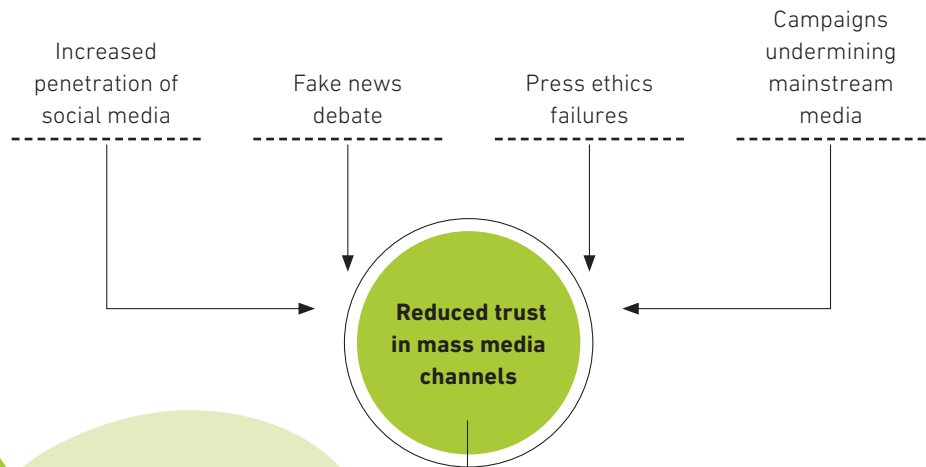 Increased
penetration of
social media
Fake news
debate
Press ethics
failures
Campaigns
undermining
mainstream
media
Reduced trust
in mass media
channels